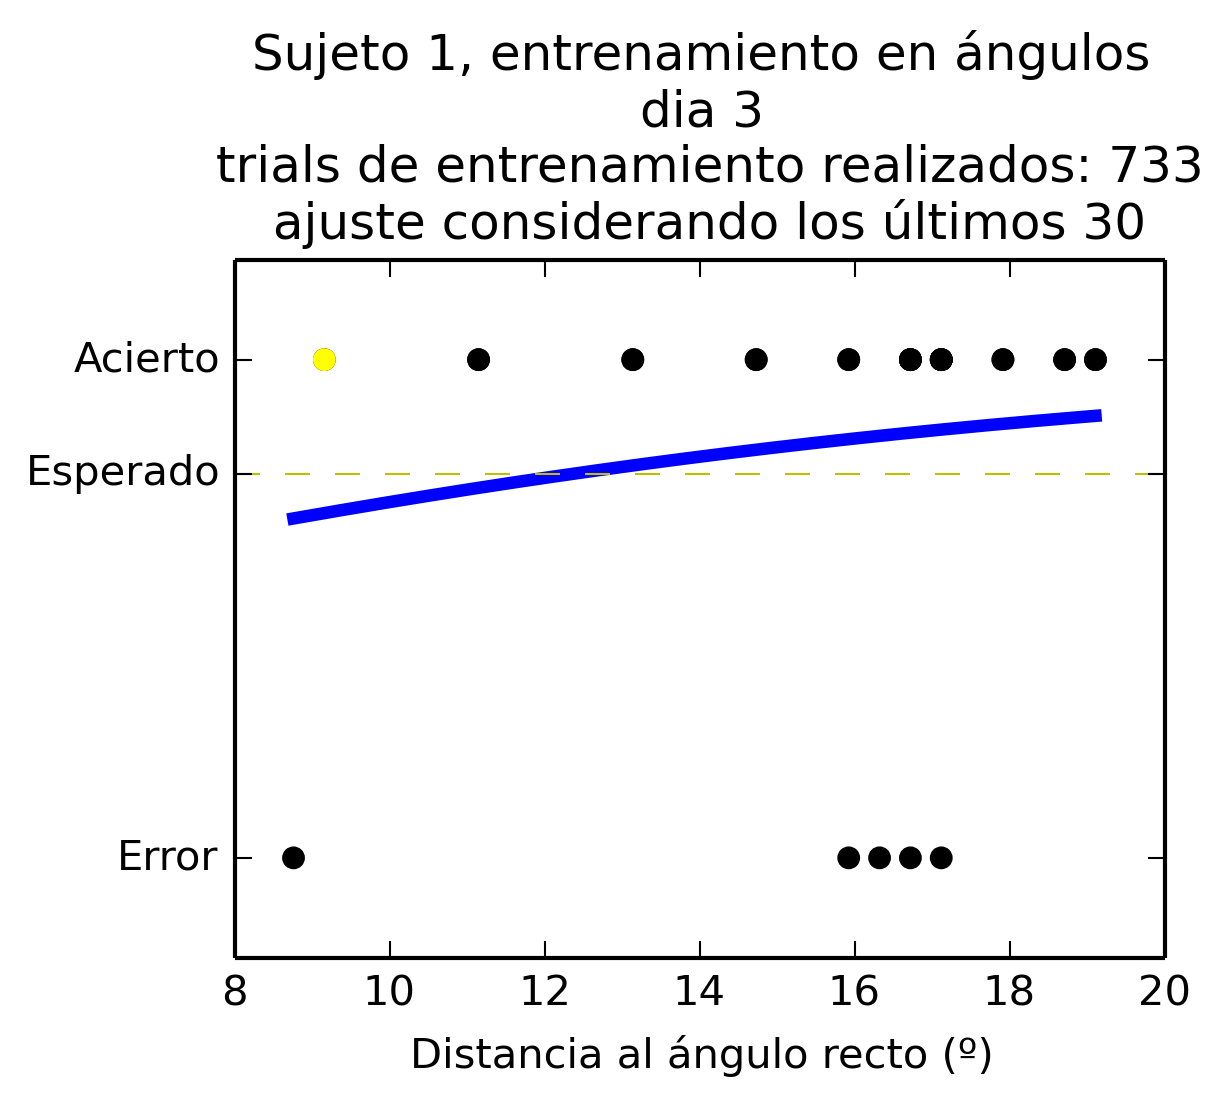 Sujeto 1, entrenamiento en ángulos
dia 3
trials de entrenamiento realizados: 733
ajuste considerando los últimos 30
Acierto
Esperado
Error
8 10 12 14 16 18 20
Distancia al ángulo recto (º)